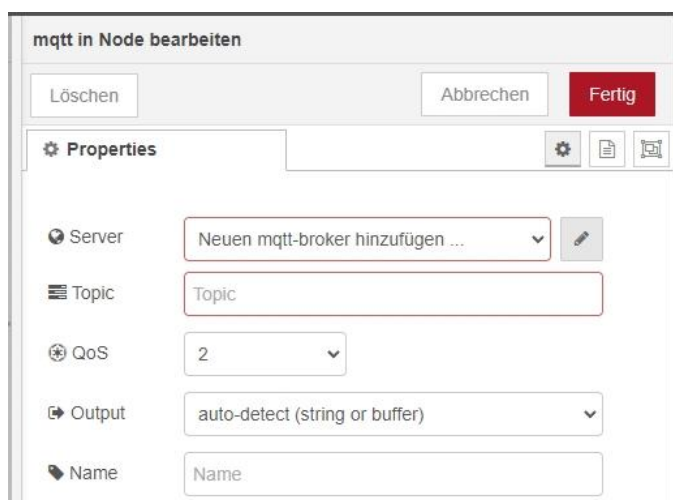 mqtt in Node bearbeiten
Löschen Abbrechen Fertig
Properties
Server Neuen mqtt-broker hinzufügen ...
Topic Topic
QoS 2
Output auto-detect (string or buffer)
Name Name